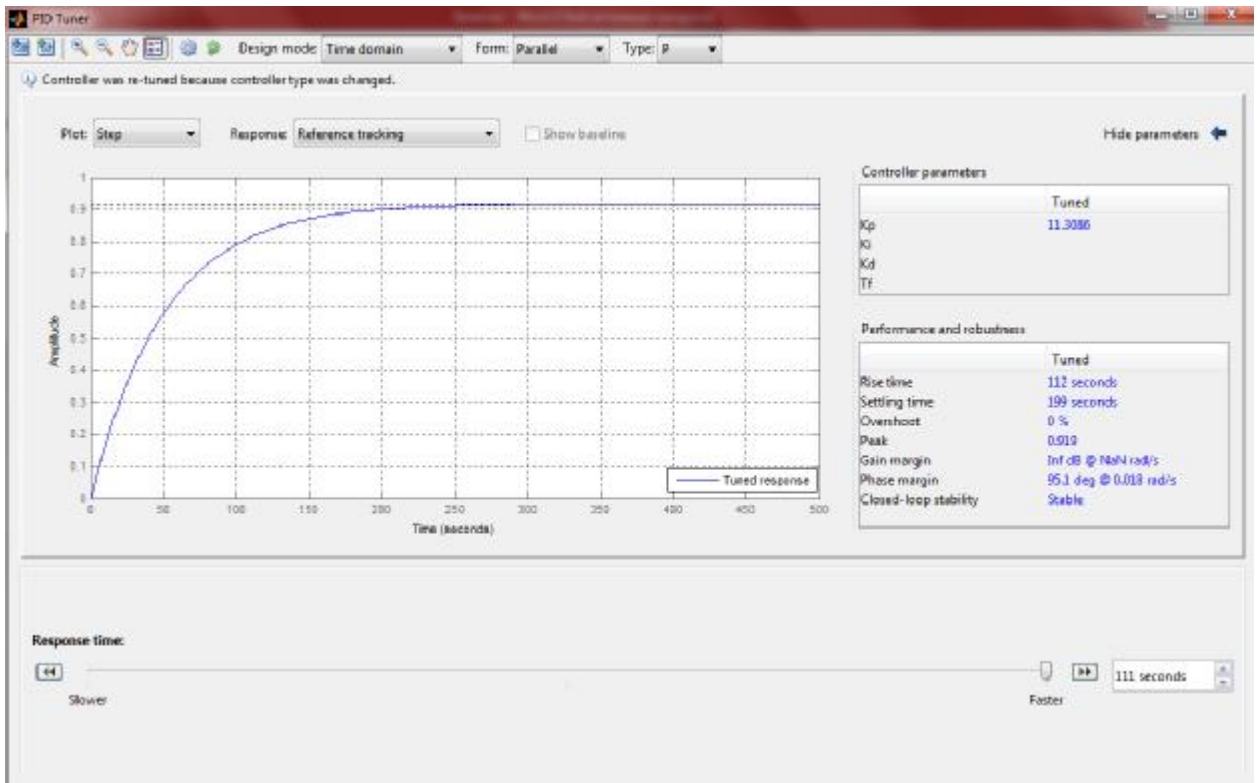 PID Tuner
Design mode: Time domain Form: Parallel Type: P
Controller was re-tuned because controller type was changed.
Plot: Step Response: Reference tracking Show baseline Hide parameters
Controller parameters
Tuned
Kp 11.3086
Ki
Kd
Tf
Performance and robustness
Tuned
Rise time 112 seconds
Settling time 199 seconds
Overshoot 0 %
Peak 0.919
Gain margin Inf dB @ NaN rad/s
Phase margin 95.1 deg @ 0.018 rad/s
Closed-loop stability Stable
1
0.9
0.8
0.7
0.6
0.5
0.4
0.3
0.2
0.1
0
Amplitude
Tuned response
0 50 100 150 200 250 300 350 400 450 500
Time (seconds)
Response time:
111 seconds
Slower Faster